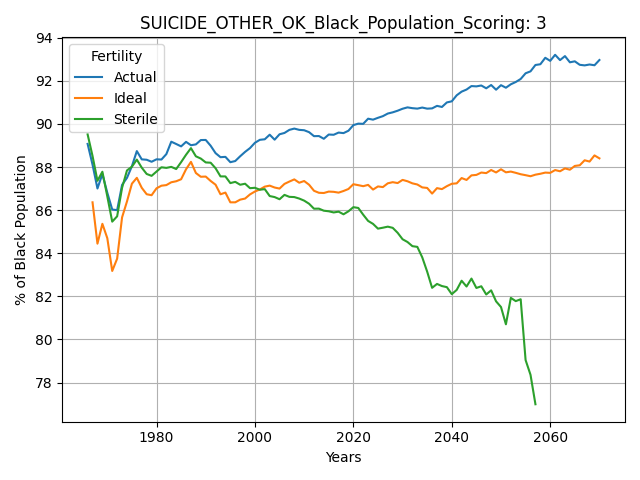 SUICIDE_OTHER_OK_Black_Population_Scoring: 3
% of Black Population
94
92
90
88
86
84
82
80
78
Fertility
Actual
Ideal
Sterile
1980
2000
2020
2040
2060
Years